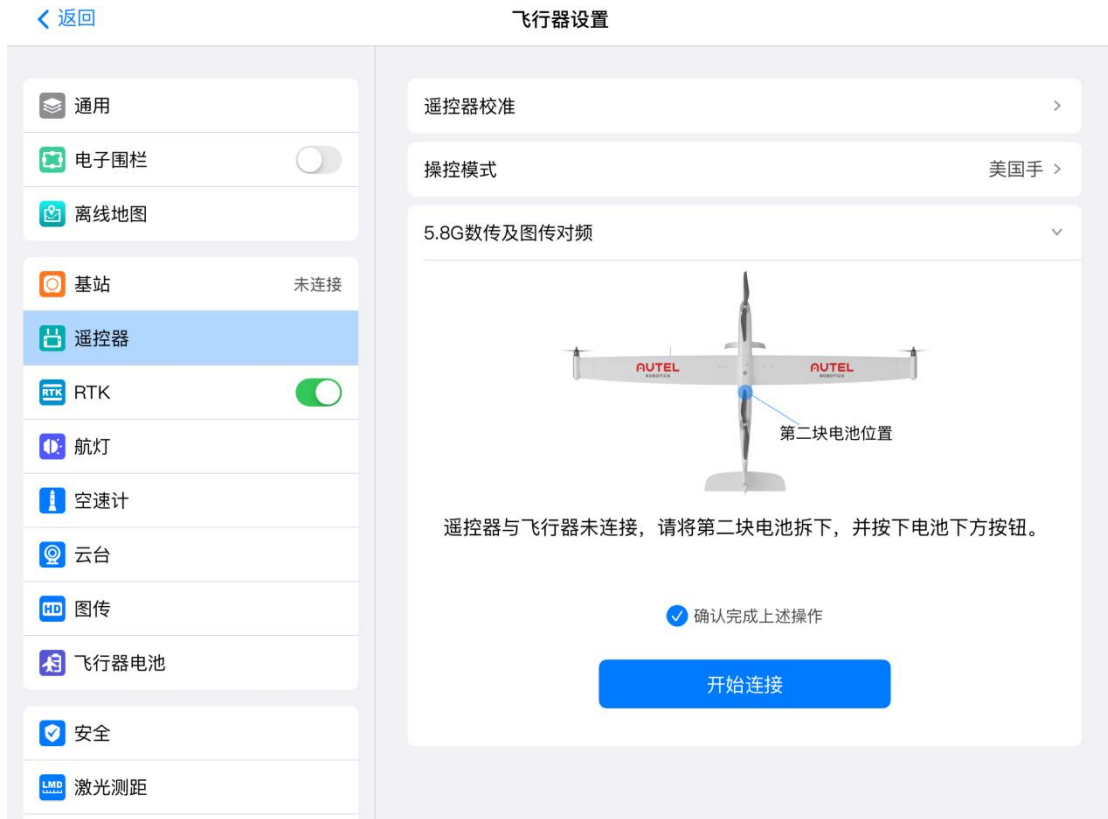 返回
飞行器设置
通用
电子围栏
离线地图
基站 未连接
遥控器
RTK RTK
航灯
空速计
云台
HD 图传
飞行器电池
安全
LMD 激光测距
遥控器校准
操控模式 美国手
5.8G数传及图传对频
AUTEL AUTEL
ROBOTICS ROBOTICS
第二块电池位置
遥控器与飞行器未连接，请将第二块电池拆下，并按下电池下方按钮。
确认完成上述操作
开始连接